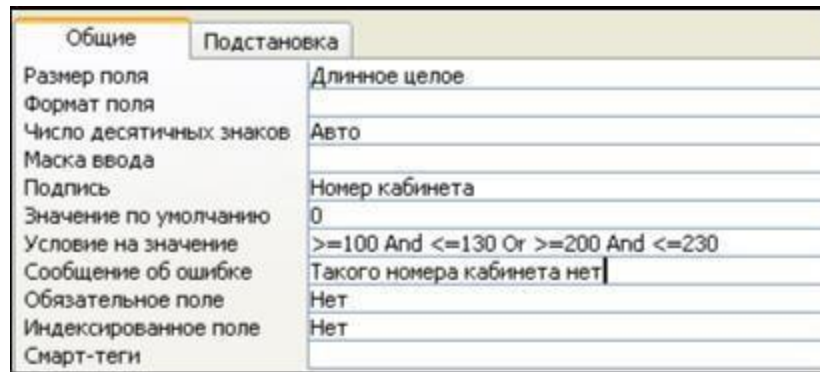 Общие Подстановка
Размер поля Длинное целое
Формат поля
Число десятичных знаков Авто
Маска ввода
Подпись Номер кабинета
Значение по умолчанию 0
Условие на значение >=100 And <=130 Or >=200 And <=230
Сообщение об ошибке Такого номера кабинета нет
Обязательное поле Нет
Индексированное поле Нет
Смарт-теги